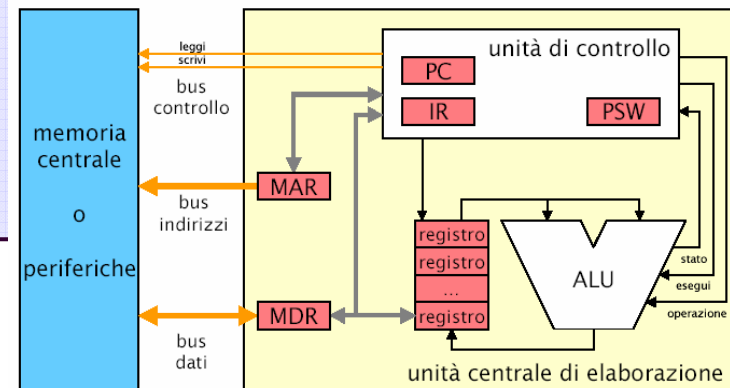 leggi
scrivi
bus
controllo
memoria
centrale
o
periferiche
bus
indirizzi
bus
dati
unità di controllo
PC
IR
PSW
MAR
MDR
registro
registro
...
registro
ALU
stato
esegui
operazione
unità centrale di elaborazione